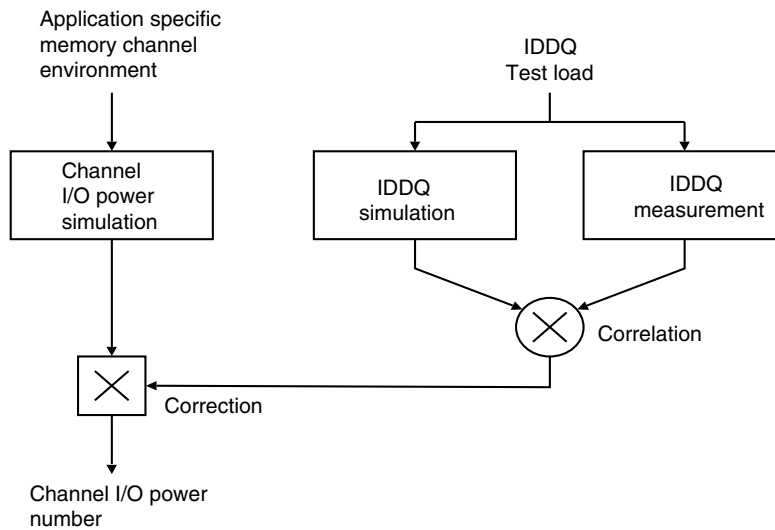 Application specific
memory channel
environment
IDDQ
Test load
Channel
I/O power
simulation
IDDQ
simulation
IDDQ
measurement
Correlation
Correction
Channel I/O power
number